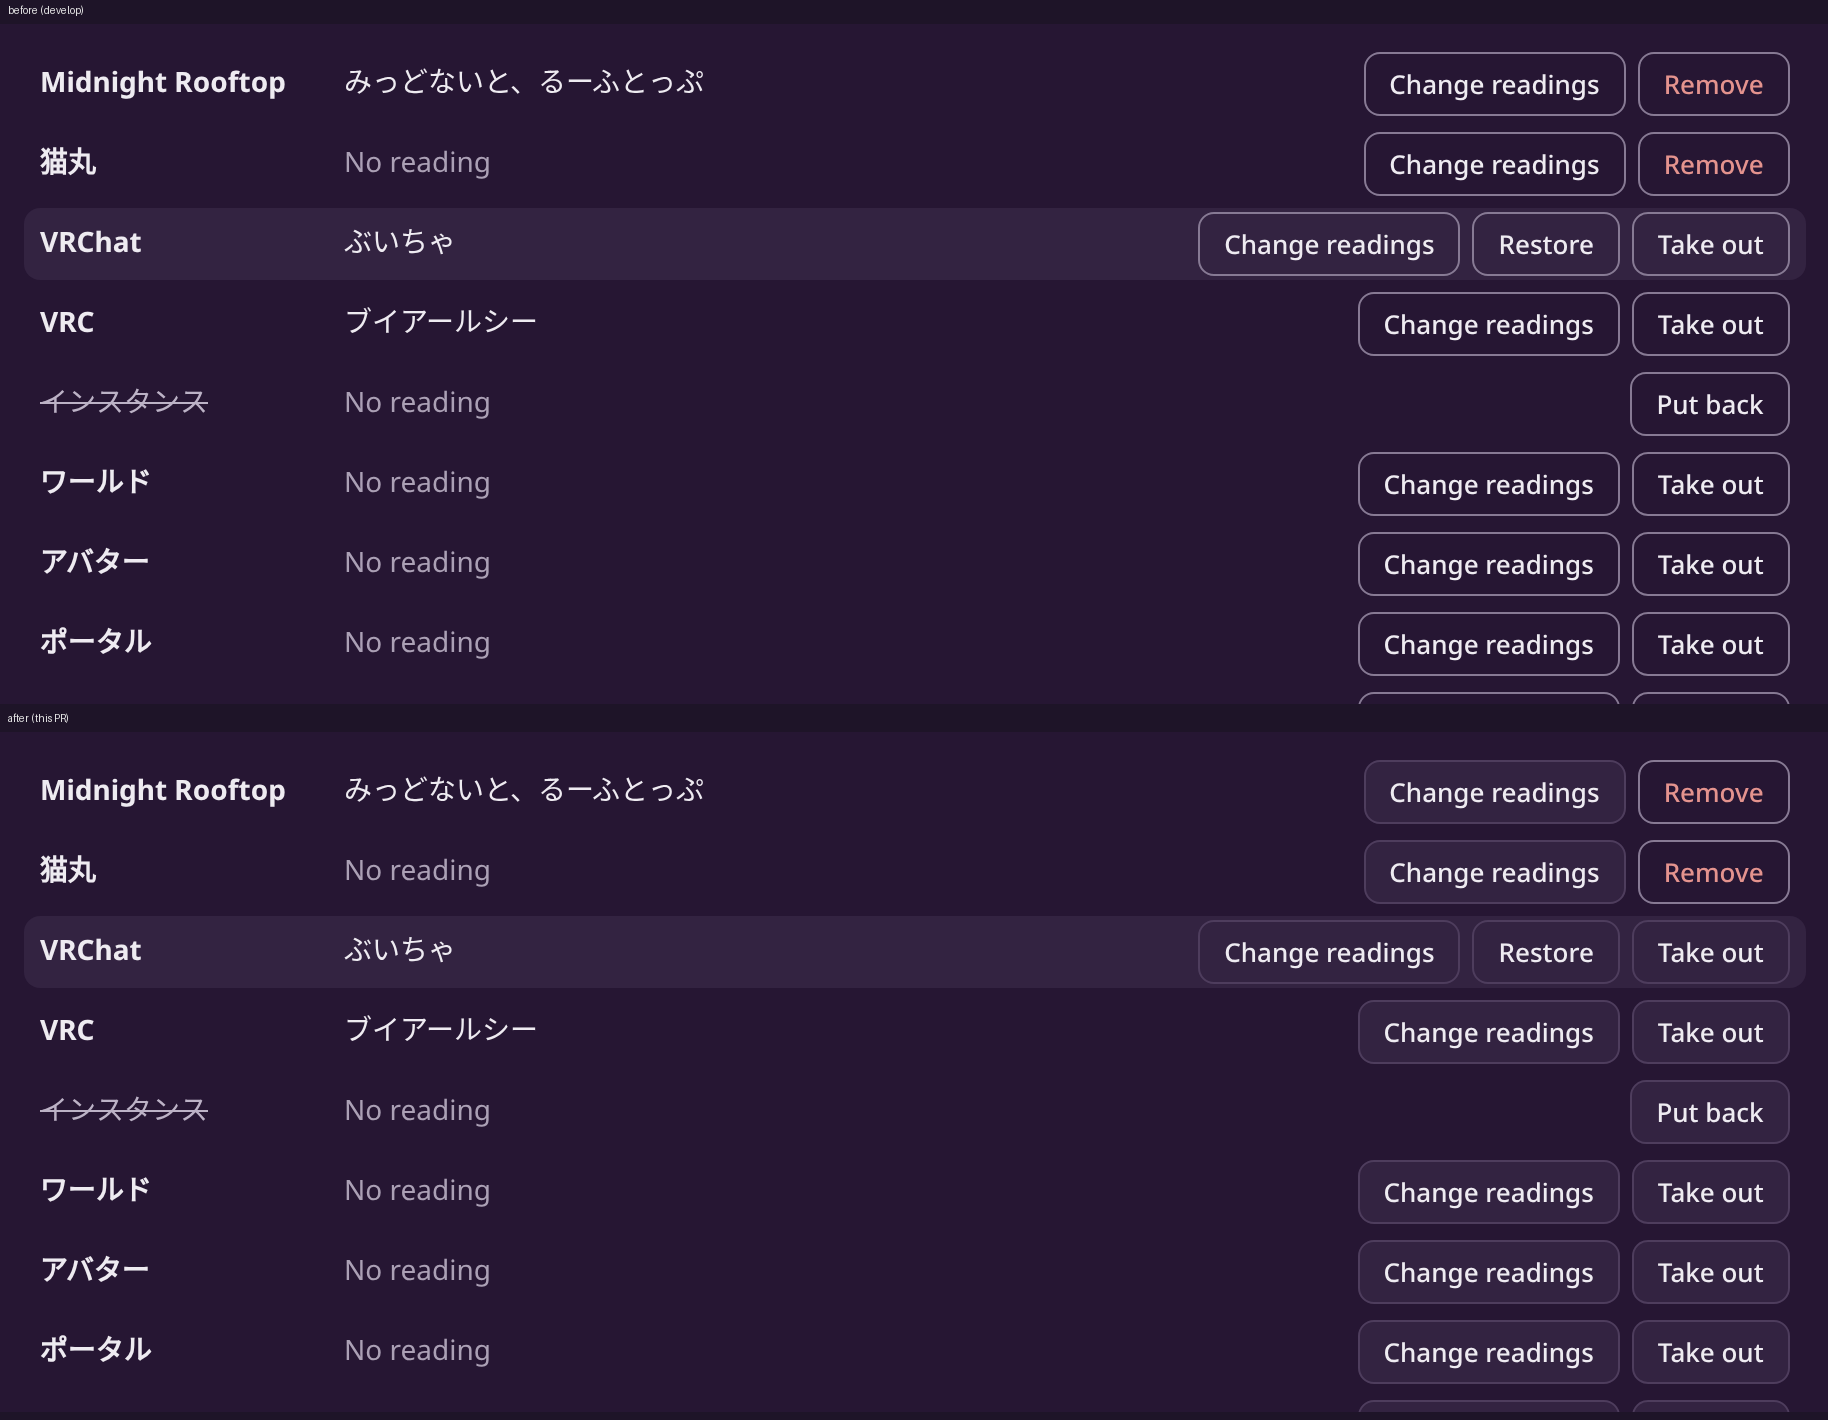 before (develop)
Midnight Rooftop みっどないと、るーふとっぷ Change readings Remove
猫丸 No reading Change readings Remove
VRChat ぶいちゃ Change readings Restore Take out
VRC ブイアールシー Change readings Take out
インスタンス No reading Put back
ワールド No reading Change readings Take out
アバター No reading Change readings Take out
ポータル No reading Change readings Take out
after (this PR)
Midnight Rooftop みっどないと、るーふとっぷ Change readings Remove
猫丸 No reading Change readings Remove
VRChat ぶいちゃ Change readings Restore Take out
VRC ブイアールシー Change readings Take out
インスタンス No reading Put back
ワールド No reading Change readings Take out
アバター No reading Change readings Take out
ポータル No reading Change readings Take out